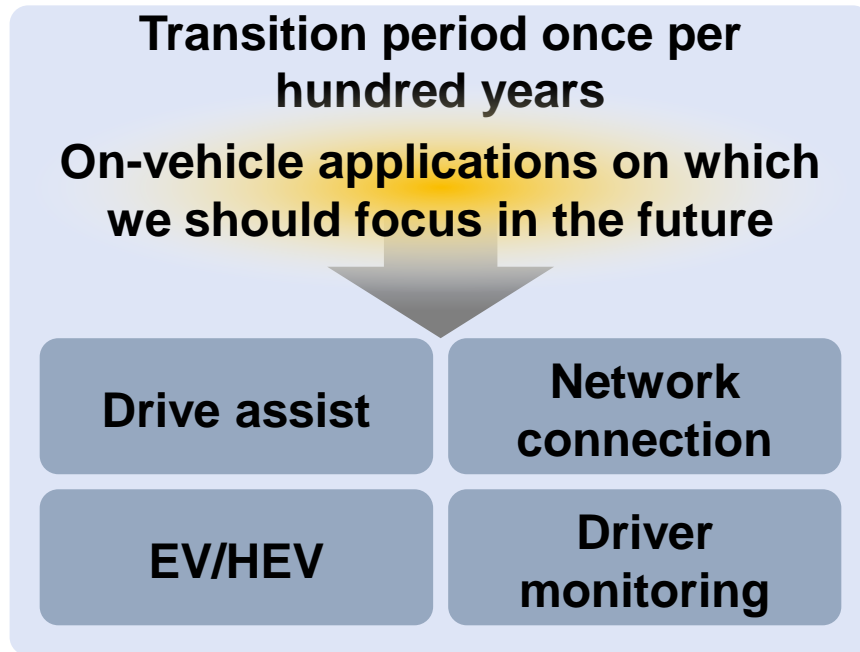 Transition period once per
hundred years
On-vehicle applications on which
we should focus in the future
Drive assist
Network
connection
EV/HEV
Driver
monitoring